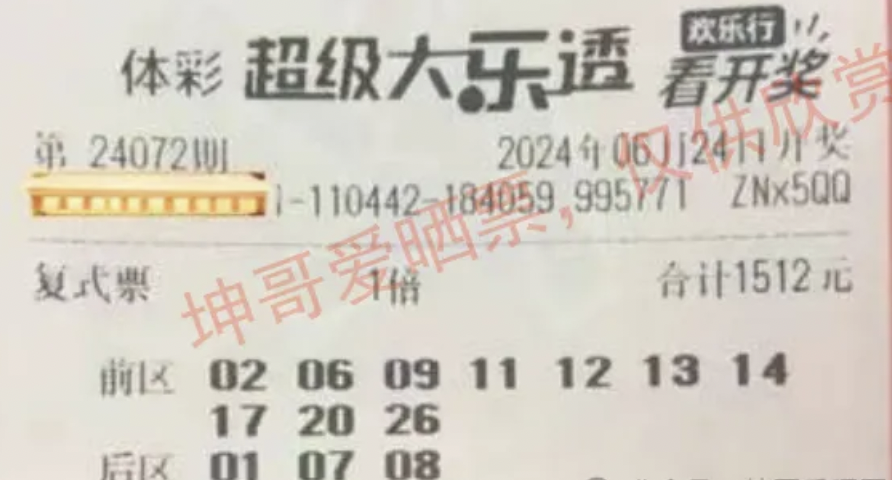 体彩 超级大乐透 欢乐行 看开奖
第 24072期 2024年06月24日开奖
-110442-184059 995771 ZNx5QQ
复式票 1倍 合计1512元
前区 02 06 09 11 12 13 14
17 20 26
后区 01 07 08
坤哥爱晒票，仅供欣赏